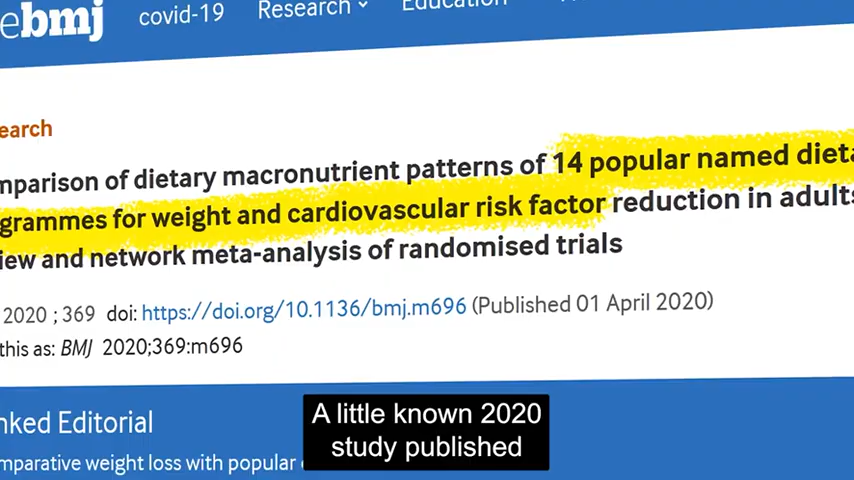 ebmj covid-19 Research Education
earch
mparison of dietary macronutrient patterns of 14 popular named dieta
grammes for weight and cardiovascular risk factor reduction in adults
iew and network meta-analysis of randomised trials
2020 ; 369 doi: https://doi.org/10.1136/bmj.m696 (Published 01 April 2020)
this as: BMJ 2020;369:m696
nked Editorial
mparative weight loss with popular
A little known 2020
study published